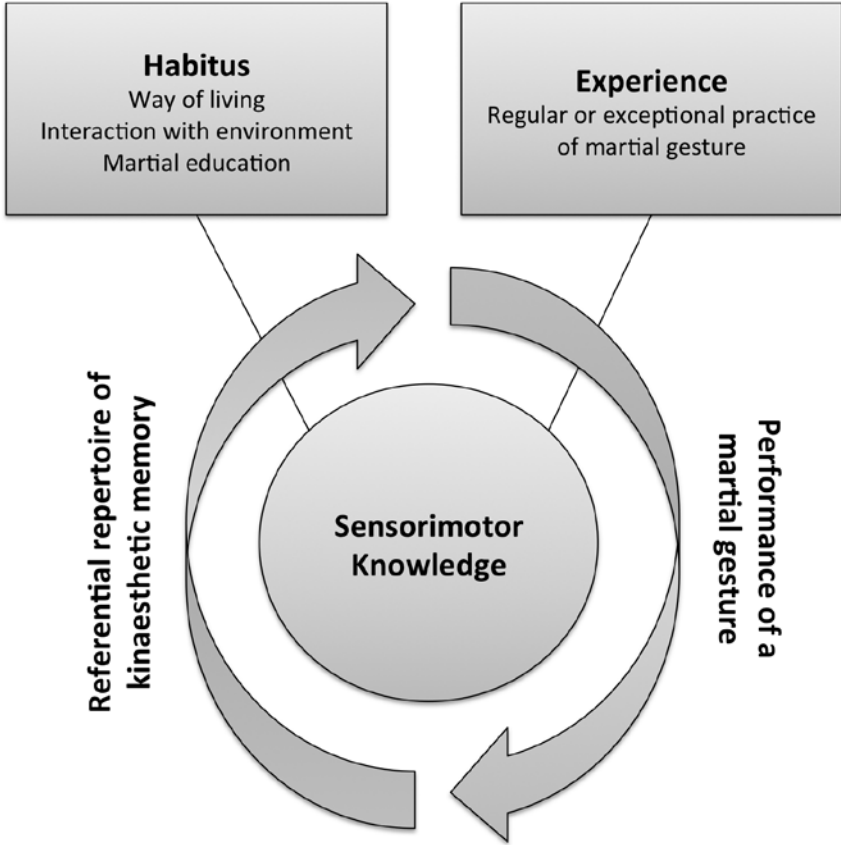 Habitus
Way of living
Interaction with environment
Martial education
Experience
Regular or exceptional practice
of martial gesture
Referential repertoire of
kinaesthetic memory
Sensorimotor
Knowledge
Performance of a
martial gesture